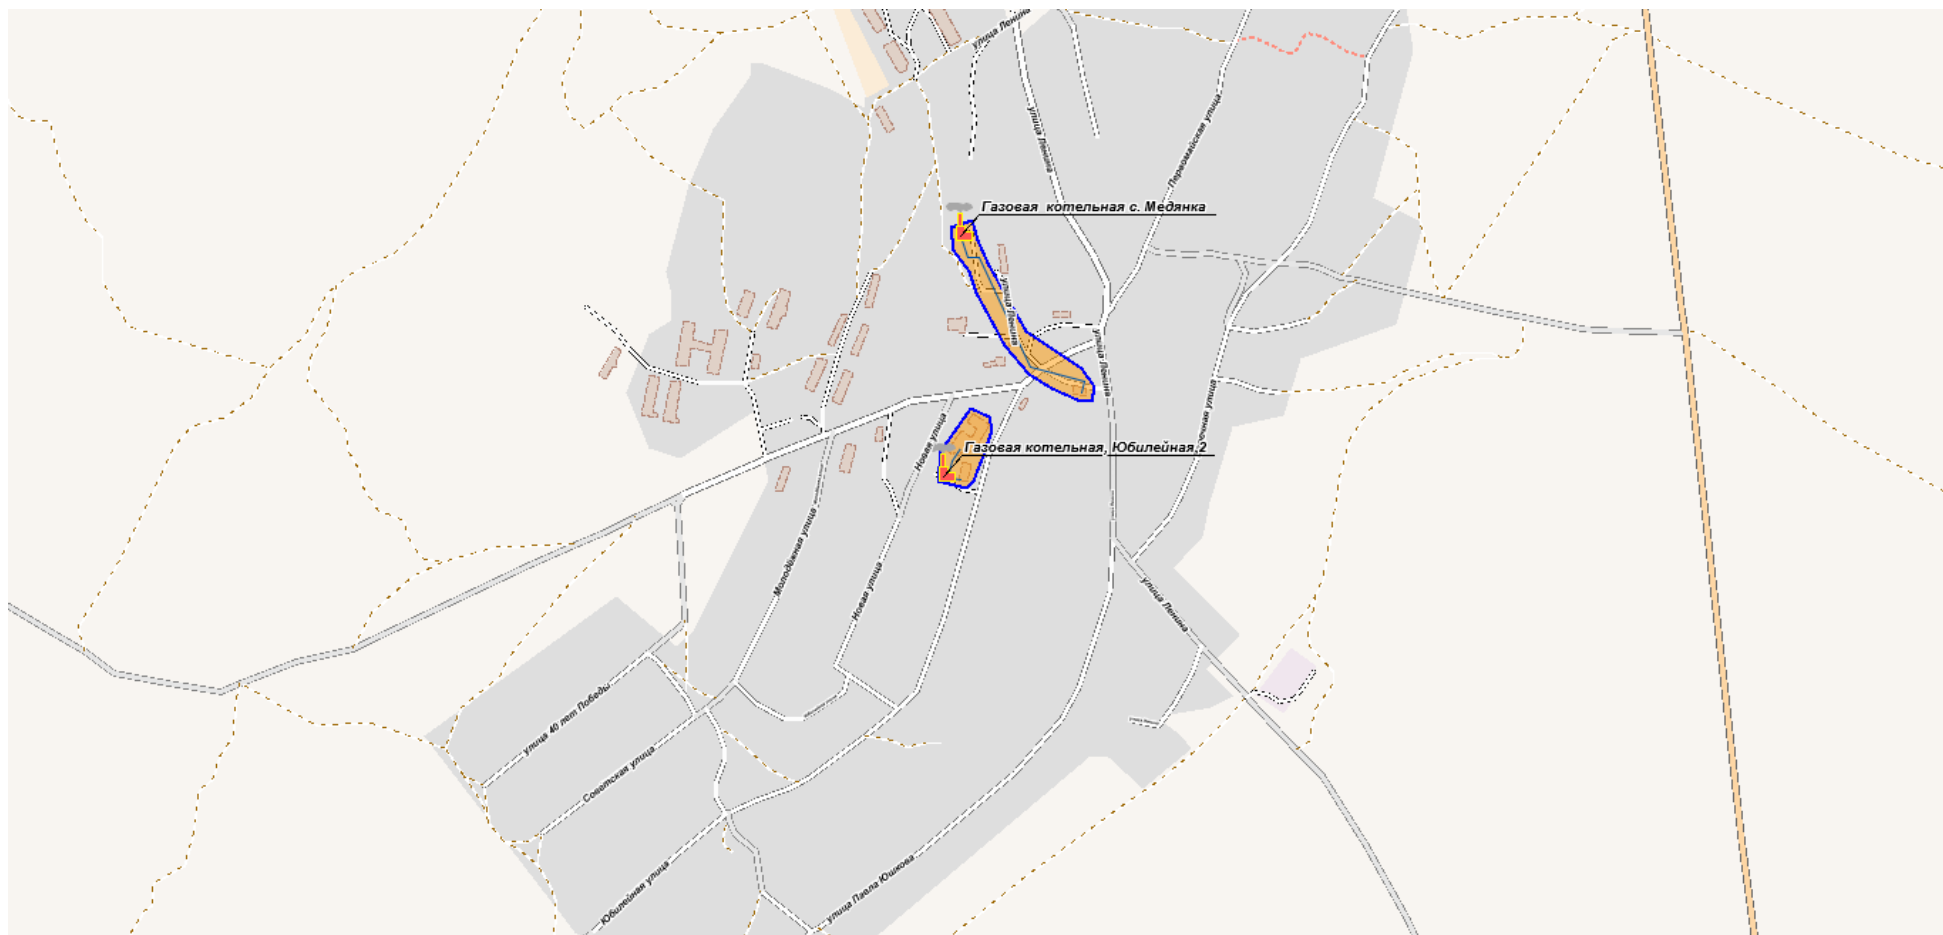 улица Ленина
улица Ленина
Первомайская улица
Газовая котельная с. Медянка
улица Ленина
улица Ленина
Новая улица
Газовая котельная, Юбилейная,2
Молодёжная улица
Новая улица
улица Ленина
улица 40 лет Победы
Советская улица
Юбилейная улица
улица Павла Юшкова